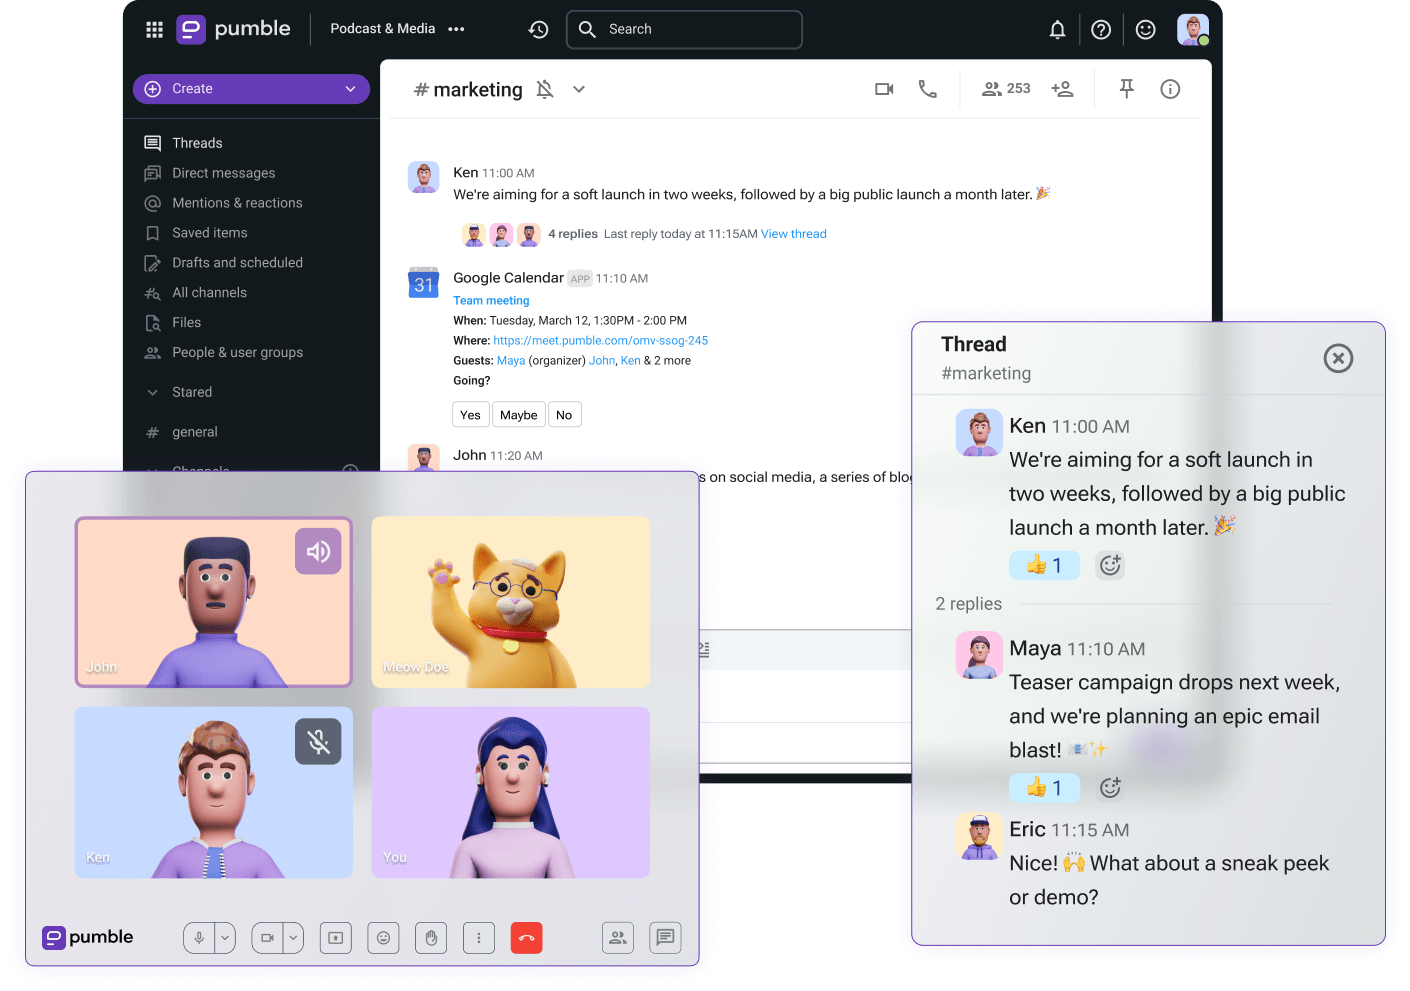 pumble
Podcast & Media
Search
Create
Threads
Direct messages
Mentions & reactions
Saved items
Drafts and scheduled
All channels
Files
People & user groups
Stared
# general
Channels
# marketing
253
Ken 11:00 AM
We're aiming for a soft launch in two weeks, followed by a big public launch a month later. 🎉
4 replies Last reply today at 11:15AM View thread
31
Google Calendar APP 11:10 AM
Team meeting
When: Tuesday, March 12, 1:30PM - 2:00 PM
Where: https://meet.pumble.com/omv-ssog-245
Guests: Maya (organizer) John, Ken & 2 more
Going?
Yes Maybe No
John 11:20 AM
on social media, a series of
John
Meow Doe
Ken
You
pumble
Thread
#marketing
Ken 11:00 AM
We're aiming for a soft launch in
two weeks, followed by a big public
launch a month later. 🎉
👍 1
2 replies
Maya 11:10 AM
Teaser campaign drops next week,
and we're planning an epic email
blast! 📧✨
👍 1
Eric 11:15 AM
Nice! 🙌 What about a sneak peek
or demo?